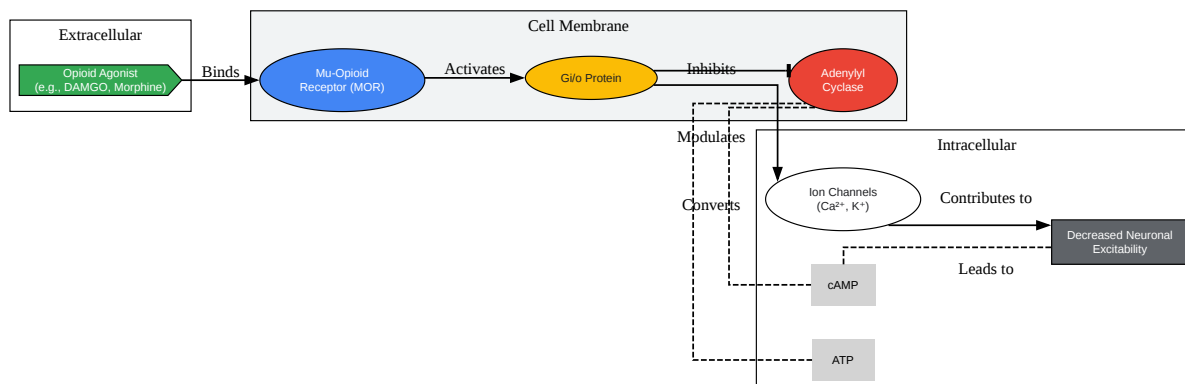 Extracellular
Opioid Agonist
(e.g., DAMGO, Morphine)
Binds
Cell Membrane
Mu-Opioid
Receptor (MOR)
Activates
Gi/o Protein
Inhibits
Adenylyl
Cyclase
Modulates
Converts
Intracellular
Ion Channels
(Ca²⁺, K⁺)
Contributes to
Decreased Neuronal
Excitability
Leads to
cAMP
ATP